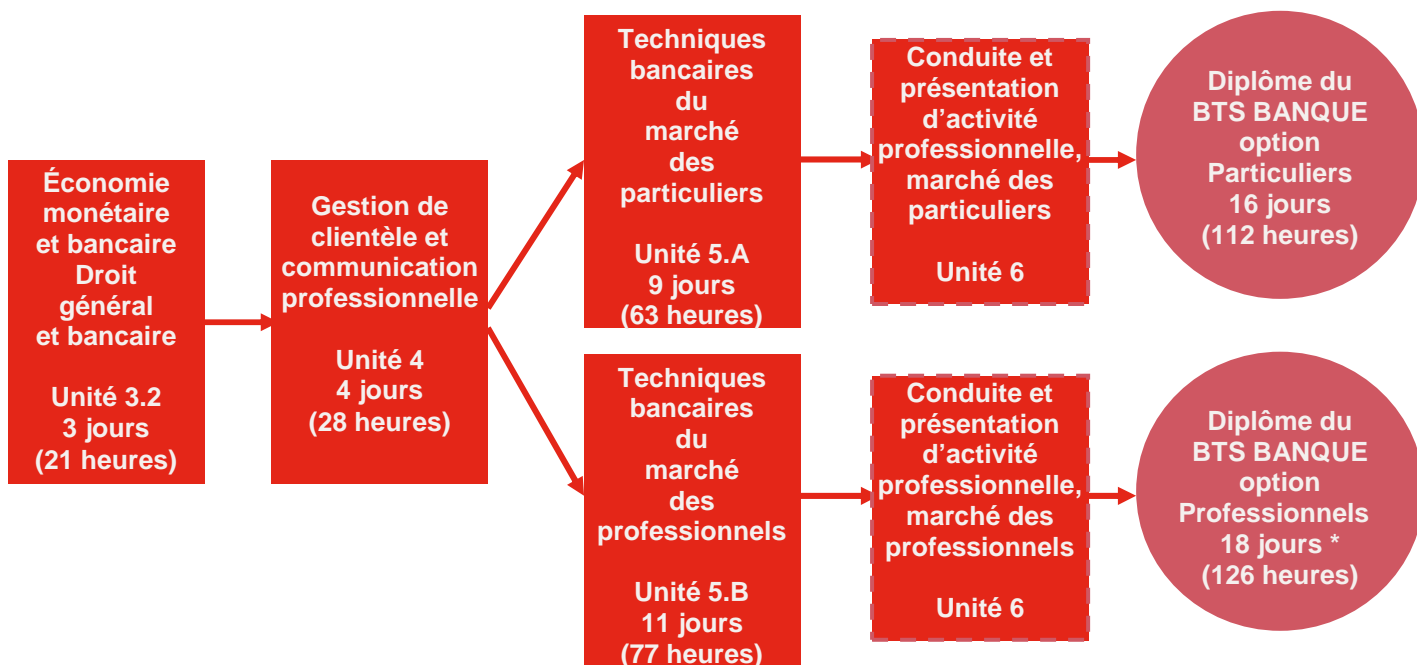 Économie
monétaire
et bancaire
Droit
général
et bancaire
Unité 3.2
3 jours
(21 heures)
Gestion de
clientèle et
communication
professionnelle
Unité 4
4 jours
(28 heures)
Techniques
bancaires
du
marché
des
particuliers
Unité 5.A
9 jours
(63 heures)
Conduite et
présentation
d’activité
professionnelle,
marché des
particuliers
Unité 6
Diplôme du
BTS BANQUE
option
Particuliers
16 jours
(112 heures)
Techniques
bancaires
du
marché
des
professionnels
Unité 5.B
11 jours
(77 heures)
Conduite et
présentation
d’activité
professionnelle,
marché des
professionnels
Unité 6
Diplôme du
BTS BANQUE
option
Professionnels
18 jours *
(126 heures)